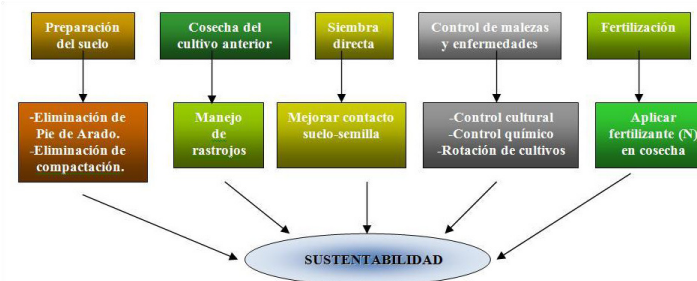 Preparación
del suelo
Cosecha del
cultivo anterior
Siembra
directa
Control de malezas
y enfermedades
Fertilización
-Eliminación de
Pie de Arado.
-Eliminación de
compactación.
Manejo
de
rastrojos
Mejorar contacto
suelo-semilla
-Control cultural
-Control químico
-Rotación de cultivos
Aplicar
fertilizante (N)
en cosecha
SUSTENTABILIDAD